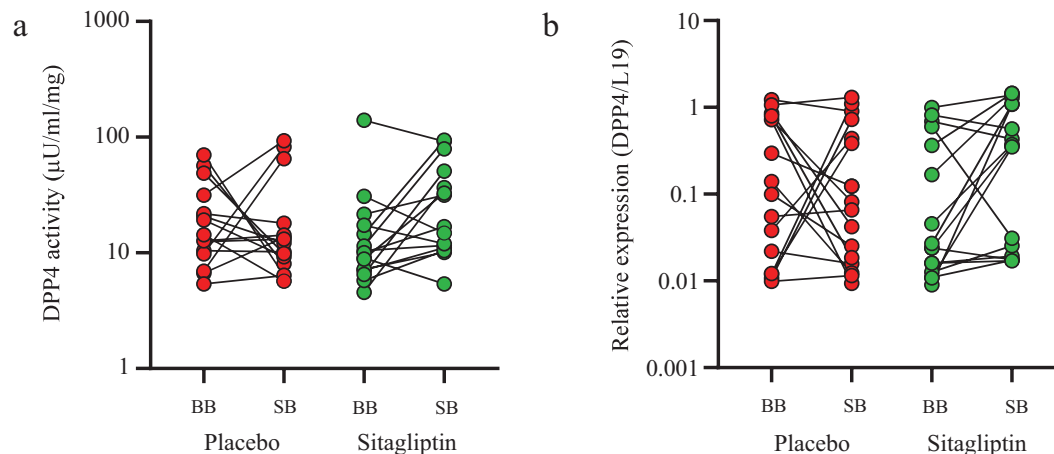 a
DPP4 activity (µU/ml/mg)
1000
100
10
1
BB SB BB SB
Placebo Sitagliptin
b
Relative expression (DPP4/L19)
10
1
0.1
0.01
0.001
BB SB BB SB
Placebo Sitagliptin